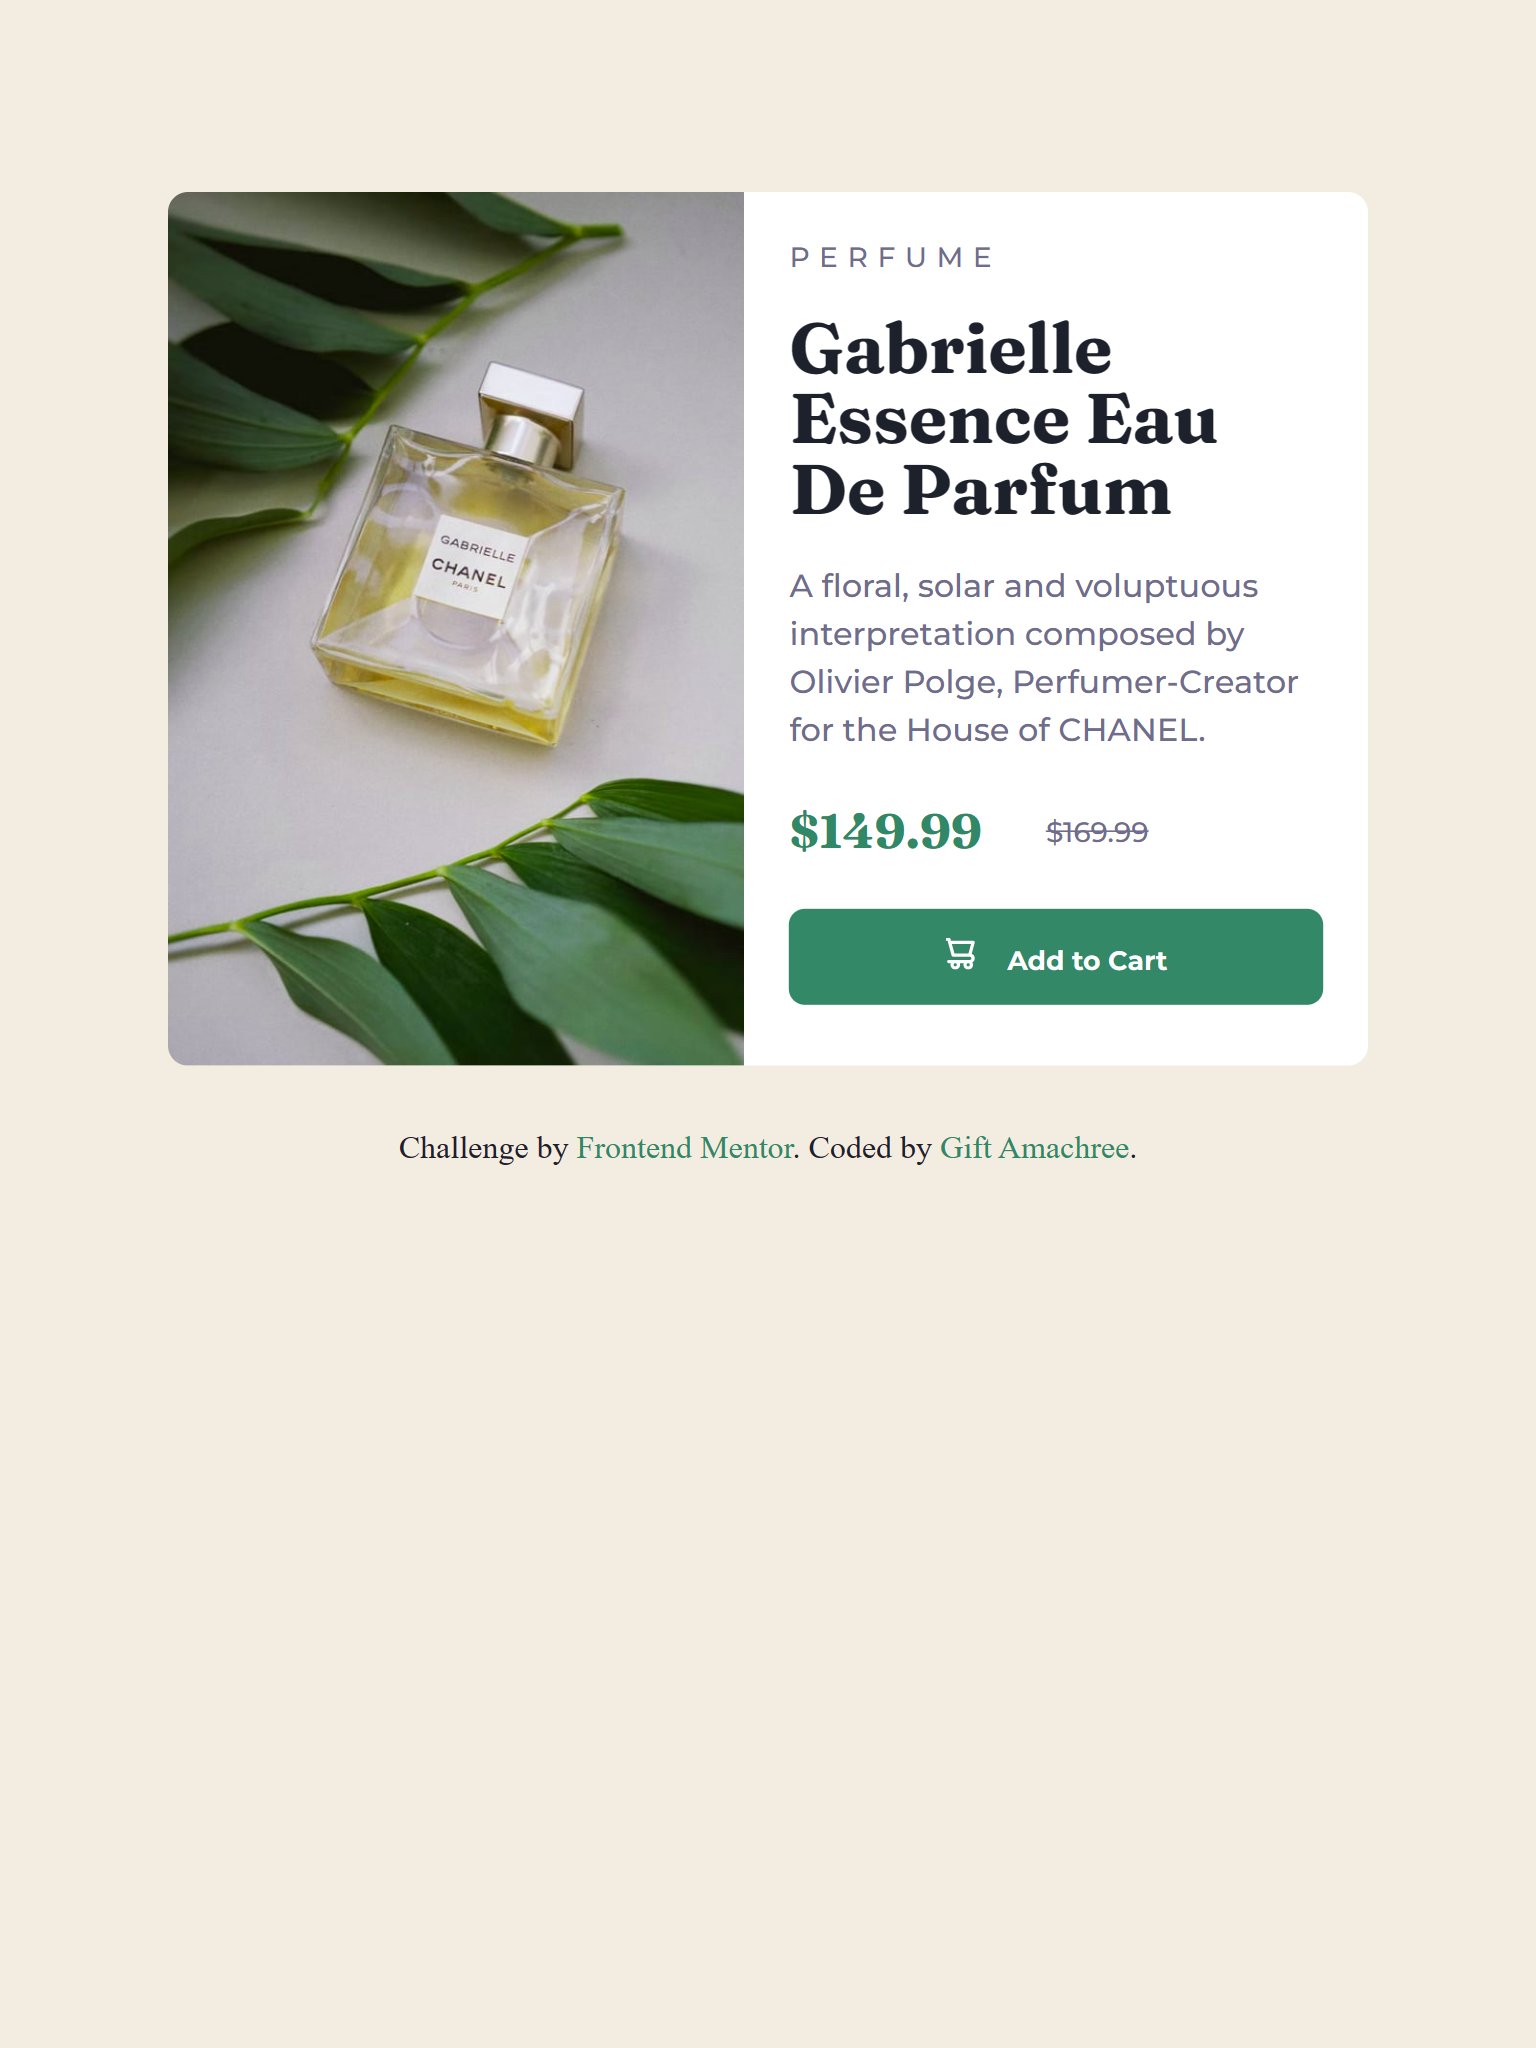 GABRIELLE
CHANEL
PARIS
PERFUME
Gabrielle
Essence Eau
De Parfum
A floral, solar and voluptuous
interpretation composed by
Olivier Polge, Perfumer-Creator
for the House of CHANEL.
$149.99 $169.99
Add to Cart
Challenge by Frontend Mentor. Coded by Gift Amachree.